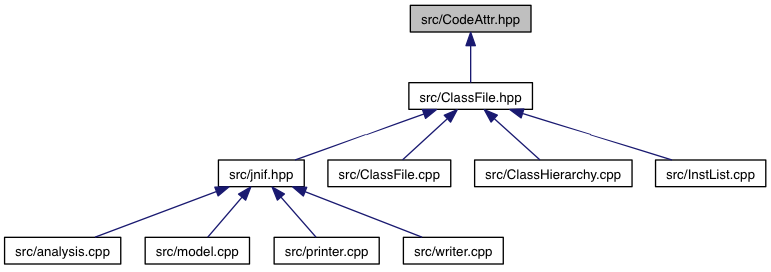 src/CodeAttr.hpp
src/ClassFile.hpp
src/jnif.hpp
src/ClassFile.cpp
src/ClassHierarchy.cpp
src/InstList.cpp
src/analysis.cpp
src/model.cpp
src/printer.cpp
src/writer.cpp